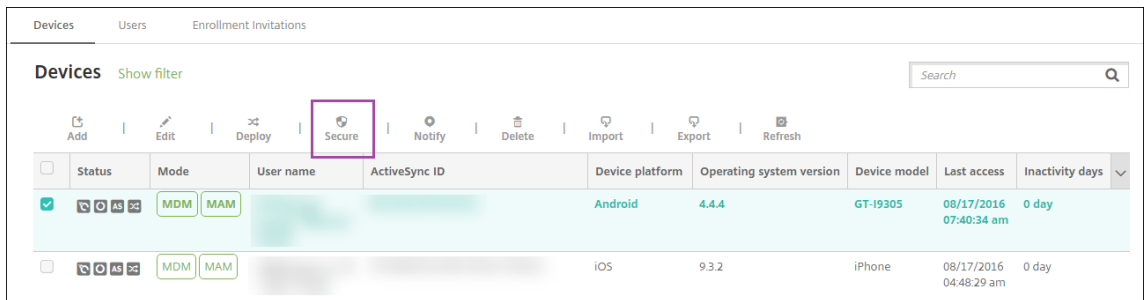 Devices Users Enrollment Invitations
Devices Show filter Search
Add | Edit | Deploy | Secure | Notify | Delete | Import | Export | Refresh
Status Mode User name ActiveSync ID Device platform Operating system version Device model Last access Inactivity days
AS MDM MAM Android 4.4.4 GT-I9305 08/17/2016 0 day
07:40:34 am
AS MDM MAM iOS 9.3.2 iPhone 08/17/2016 0 day
04:48:29 am